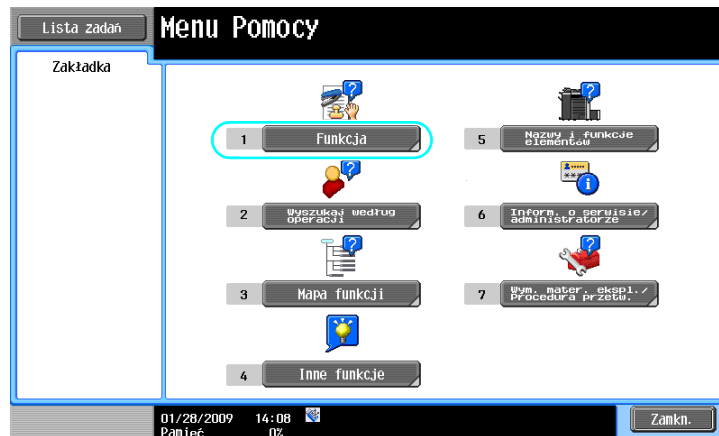 Lista zadań
Menu Pomocy
Zakładka
1 Funkcja
5 Nazwy i funkcje
elementów
2 Wyszukaj według
operacji
6 Inform. o serwisie/
administratorze
3 Mapa funkcji
7 Wym. mater. ekspl./
Procedura przetw.
4 Inne funkcje
01/28/2009 14:08
Pamięć 0%
Zamkn.